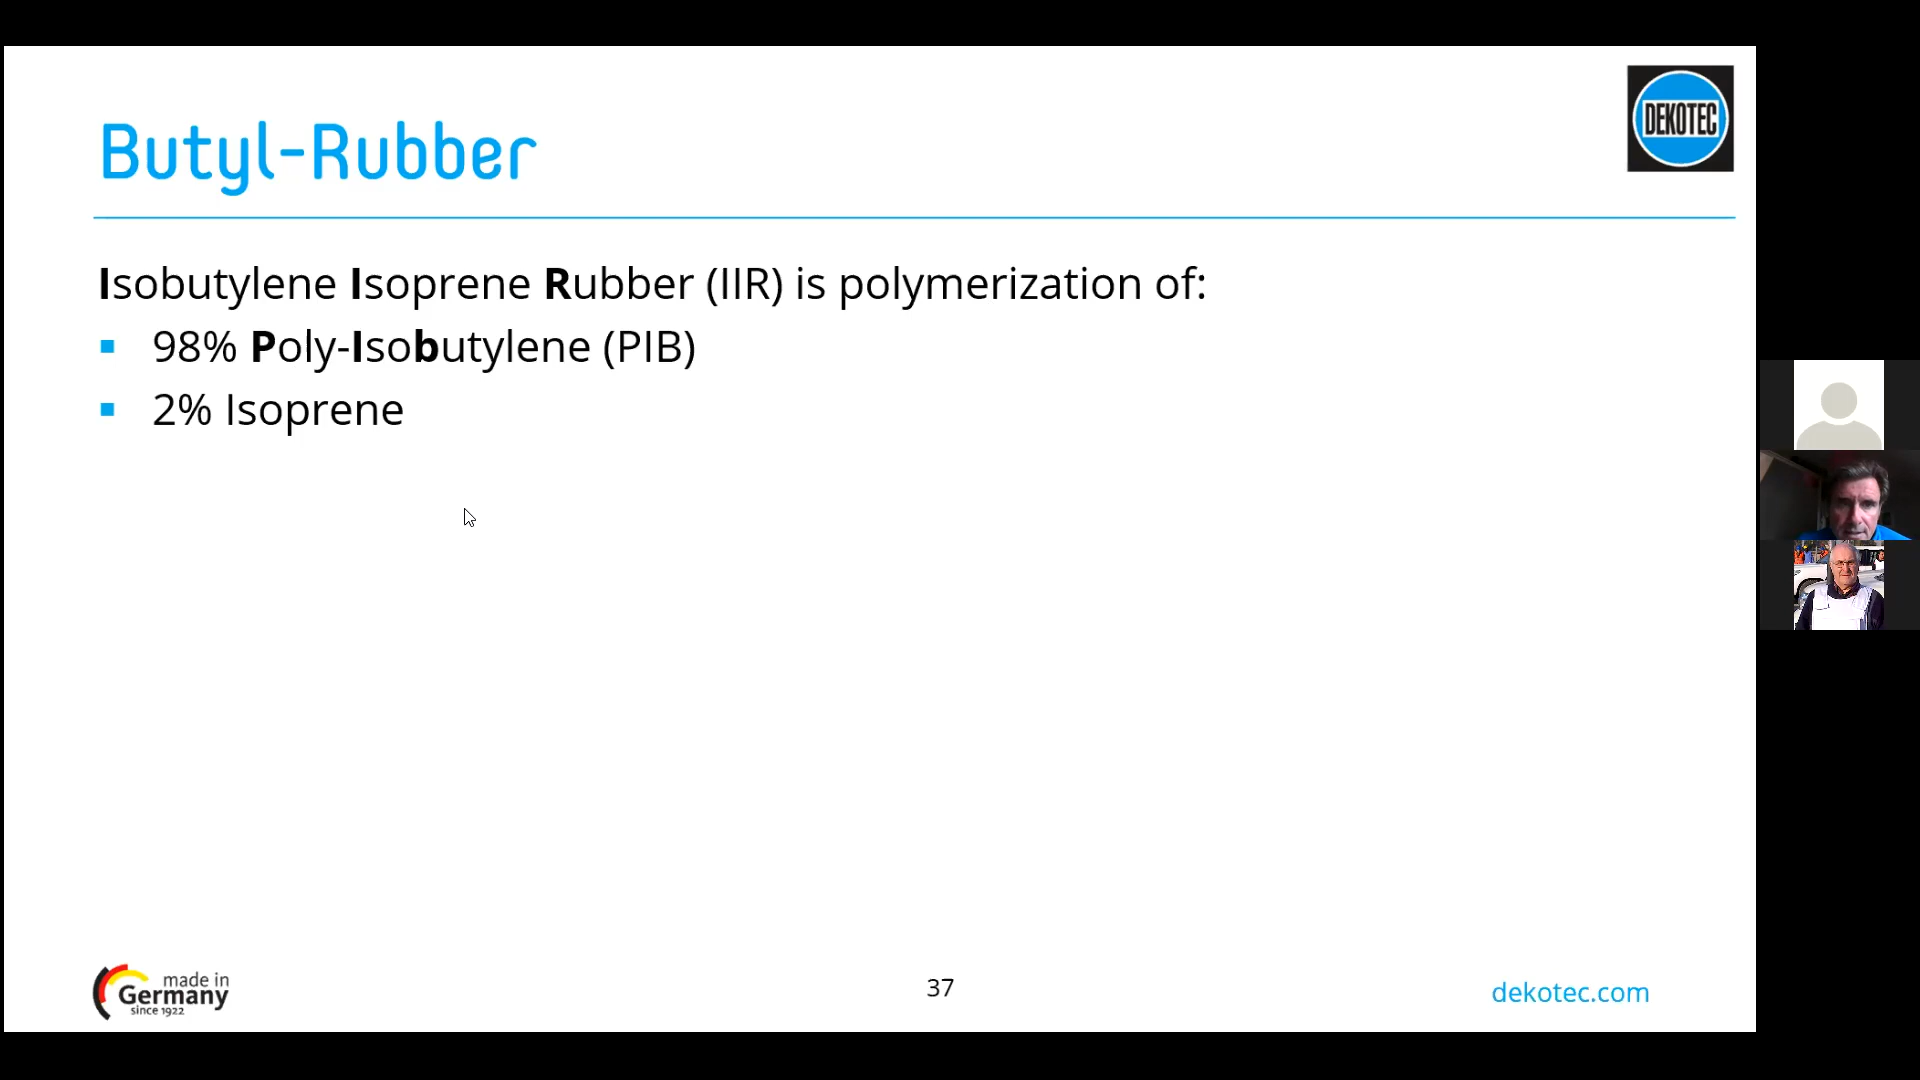 DEKOTEC
Butyl-Rubber
Isobutylene Isoprene Rubber (IIR) is polymerization of:
▪ 98% Poly-Isobutylene (PIB)
▪ 2% Isoprene
made in
Germany
since 1922
37
dekotec.com